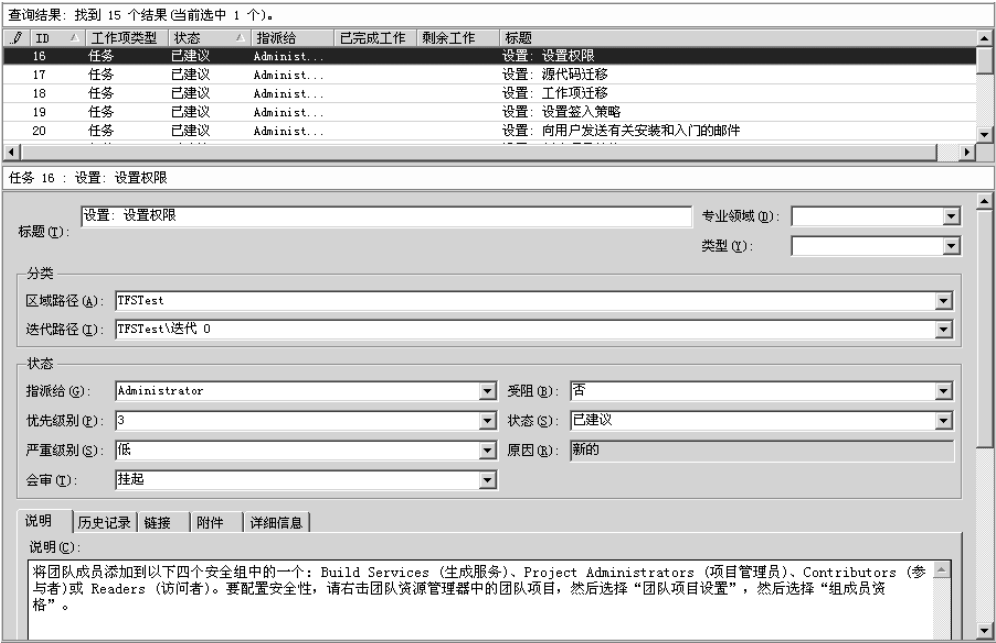 查询结果: 找到 15 个结果(当前选中 1 个)。
ID 工作项类型 状态 指派给 已完成工作 剩余工作 标题
16 任务 已建议 Administ... 设置: 设置权限
17 任务 已建议 Administ... 设置: 源代码迁移
18 任务 已建议 Administ... 设置: 工作项迁移
19 任务 已建议 Administ... 设置: 设置签入策略
20 任务 已建议 Administ... 设置: 向用户发送有关安装和入门的邮件
任务 16 : 设置: 设置权限
标题(T): 设置: 设置权限 专业领域(D):
类型(Y):
分类
区域路径(A): TFSTest
迭代路径(I): TFSTest\迭代 0
状态
指派给(G): Administrator 受阻(B): 否
优先级别(P): 3 状态(S): 已建议
严重级别(S): 低 原因(R): 新的
会审(T): 挂起
说明 历史记录 链接 附件 详细信息
说明(C):
将团队成员添加到以下四个安全组中的一个: Build Services (生成服务)、Project Administrators (项目管理员)、Contributors (参
与者)或 Readers (访问者)。要配置安全性, 请右击团队资源管理器中的团队项目, 然后选择“团队项目设置”, 然后选择“组成员资
格”。